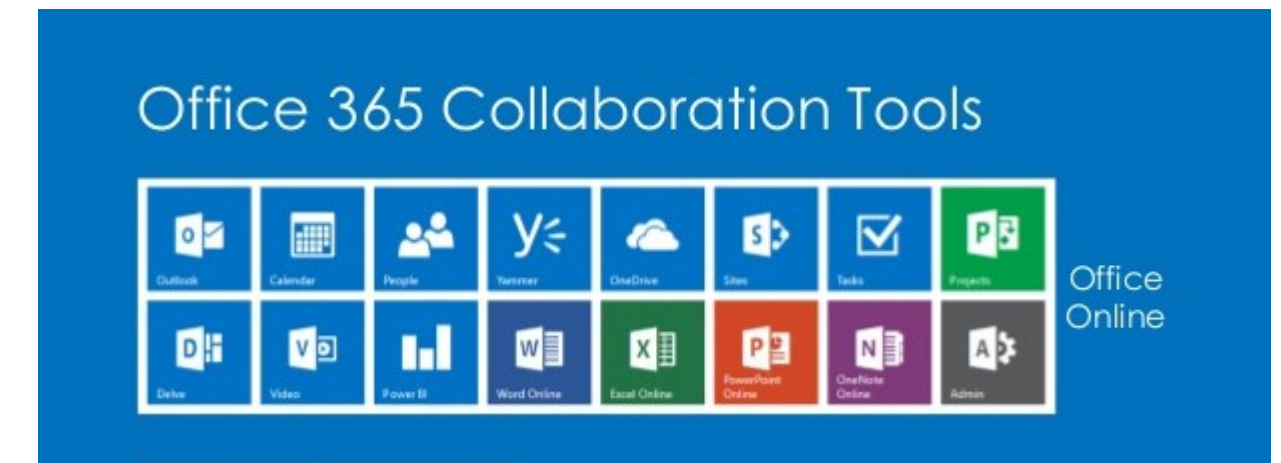 Office 365 Collaboration Tools
Outlook
Calendar
People
Yammer
OneDrive
Sites
Tasks
Projects
Delve
Video
Power BI
Word Online
Excel Online
PowerPoint
Online
OneNote
Online
Admin
Office
Online